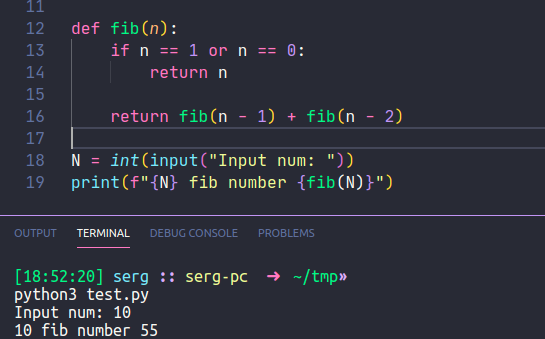 11
12 def fib(n):
13     if n == 1 or n == 0:
14         return n
15
16     return fib(n - 1) + fib(n - 2)
17
18 N = int(input("Input num: "))
19 print(f"{N} fib number {fib(N)}")
OUTPUT TERMINAL DEBUG CONSOLE PROBLEMS
[18:52:20] serg :: serg-pc ➜ ~/tmp»
python3 test.py
Input num: 10
10 fib number 55